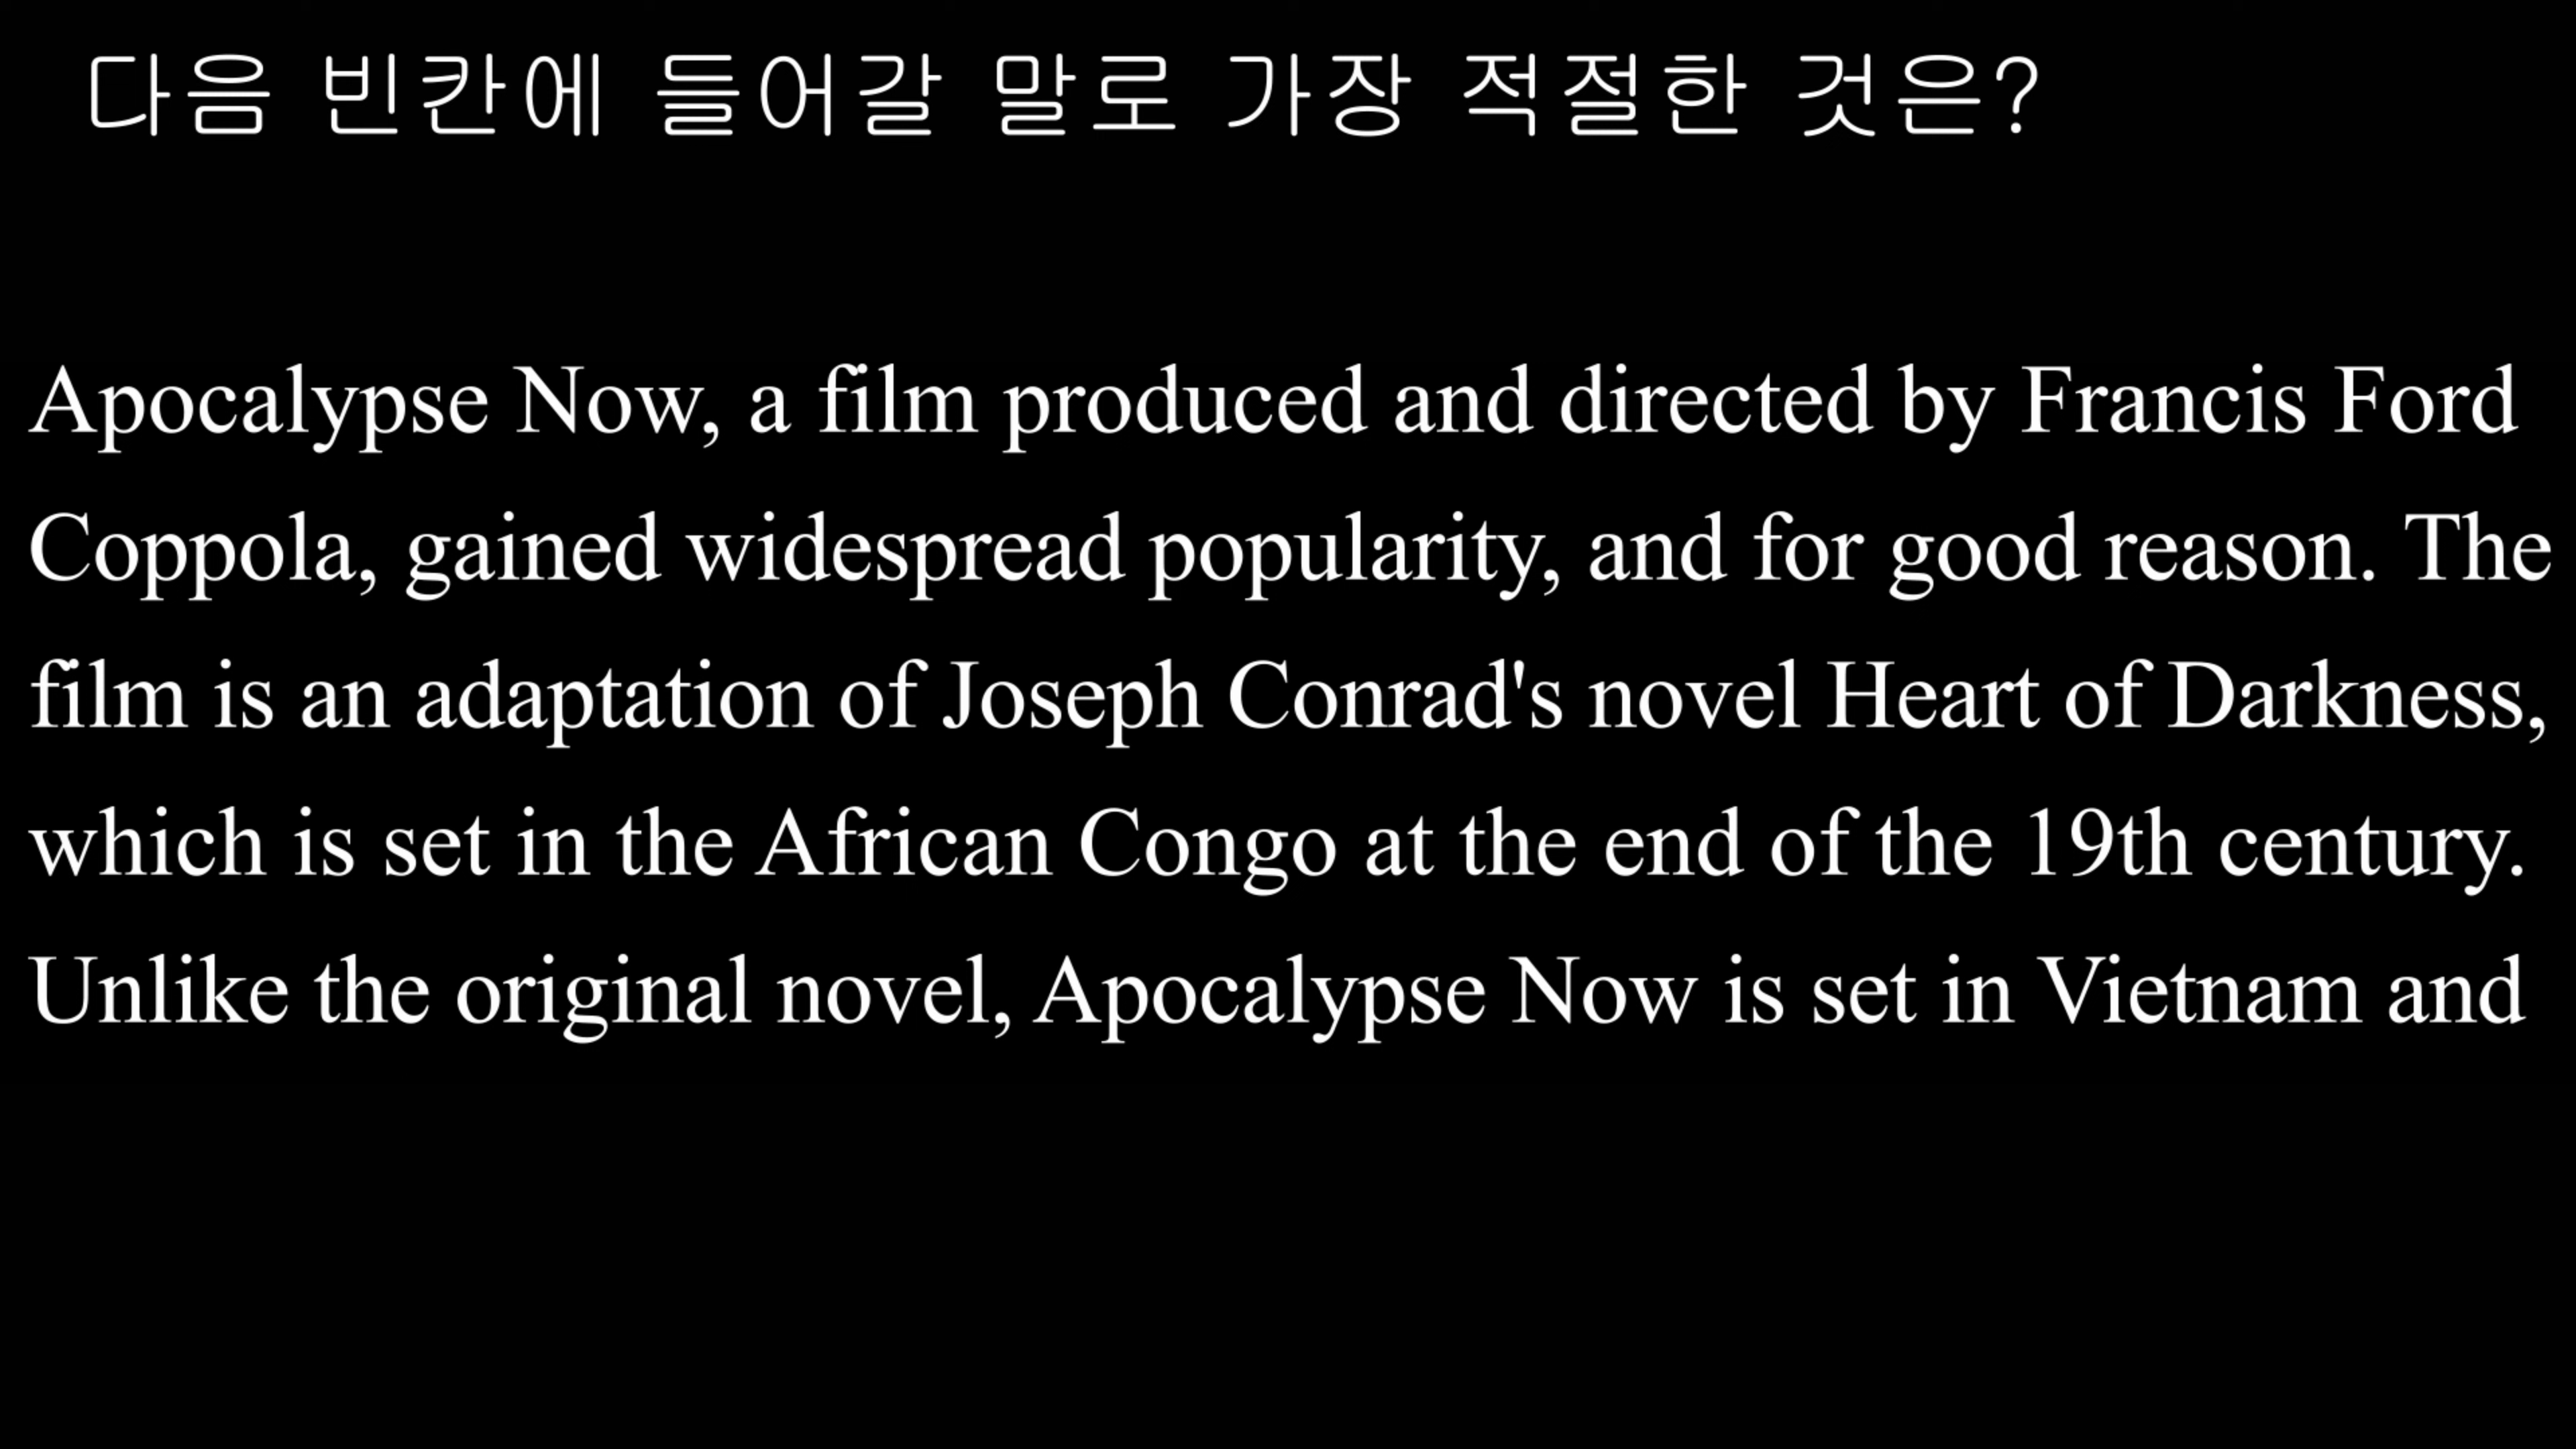 다음 빈칸에 들어갈 말로 가장 적절한 것은?
Apocalypse Now, a film produced and directed by Francis Ford
Coppola, gained widespread popularity, and for good reason. The
film is an adaptation of Joseph Conrad's novel Heart of Darkness,
which is set in the African Congo at the end of the 19th century.
Unlike the original novel, Apocalypse Now is set in Vietnam and